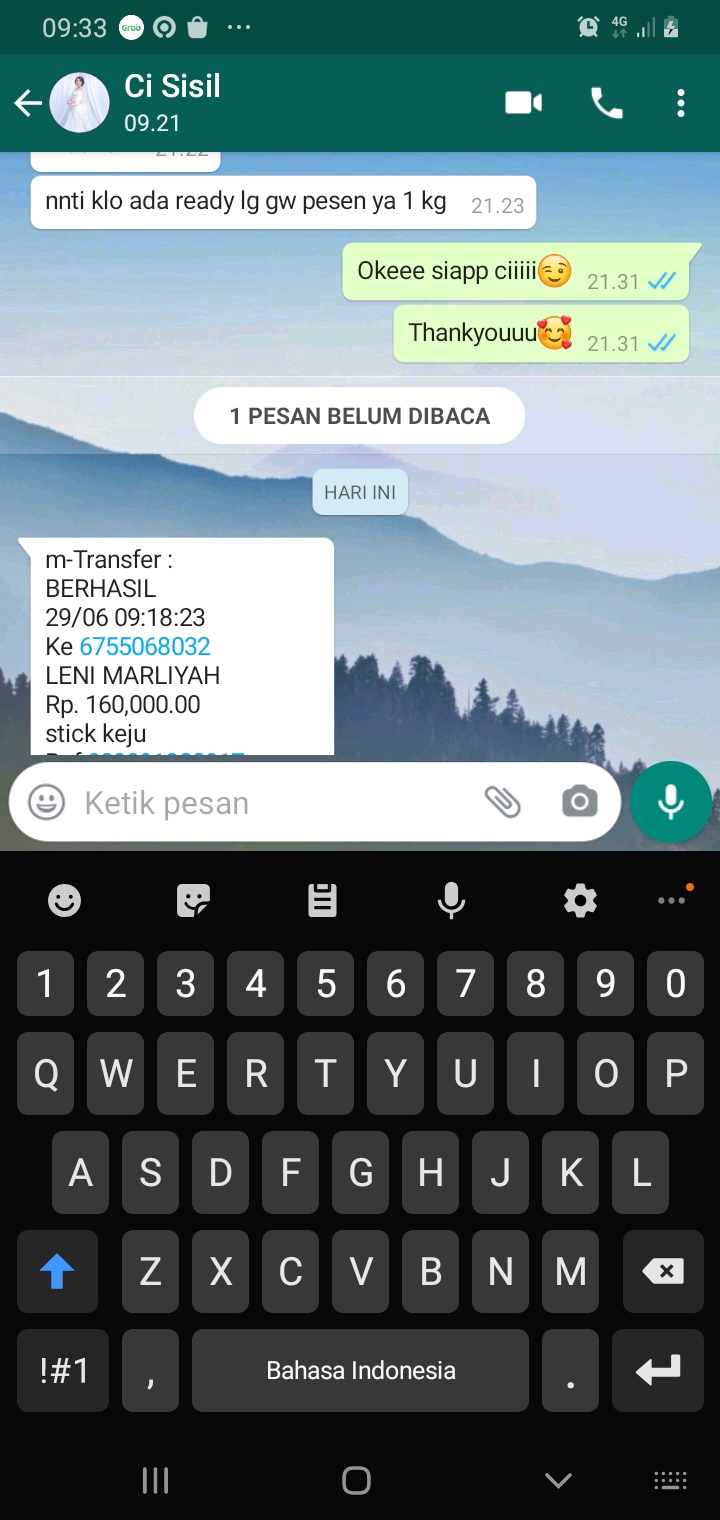 09:33
Grab
4G
Ci Sisil
09.21
21.22
nnti klo ada ready lg gw pesen ya 1 kg 21.23
Okeee siapp ciiiii 21.31
Thankyouuu 21.31
1 PESAN BELUM DIBACA
HARI INI
m-Transfer :
BERHASIL
29/06 09:18:23
Ke 6755068032
LENI MARLIYAH
Rp. 160,000.00
stick keju
Ketik pesan
1 2 3 4 5 6 7 8 9 0
Q W E R T Y U I O P
A S D F G H J K L
Z X C V B N M
!#1 , Bahasa Indonesia .